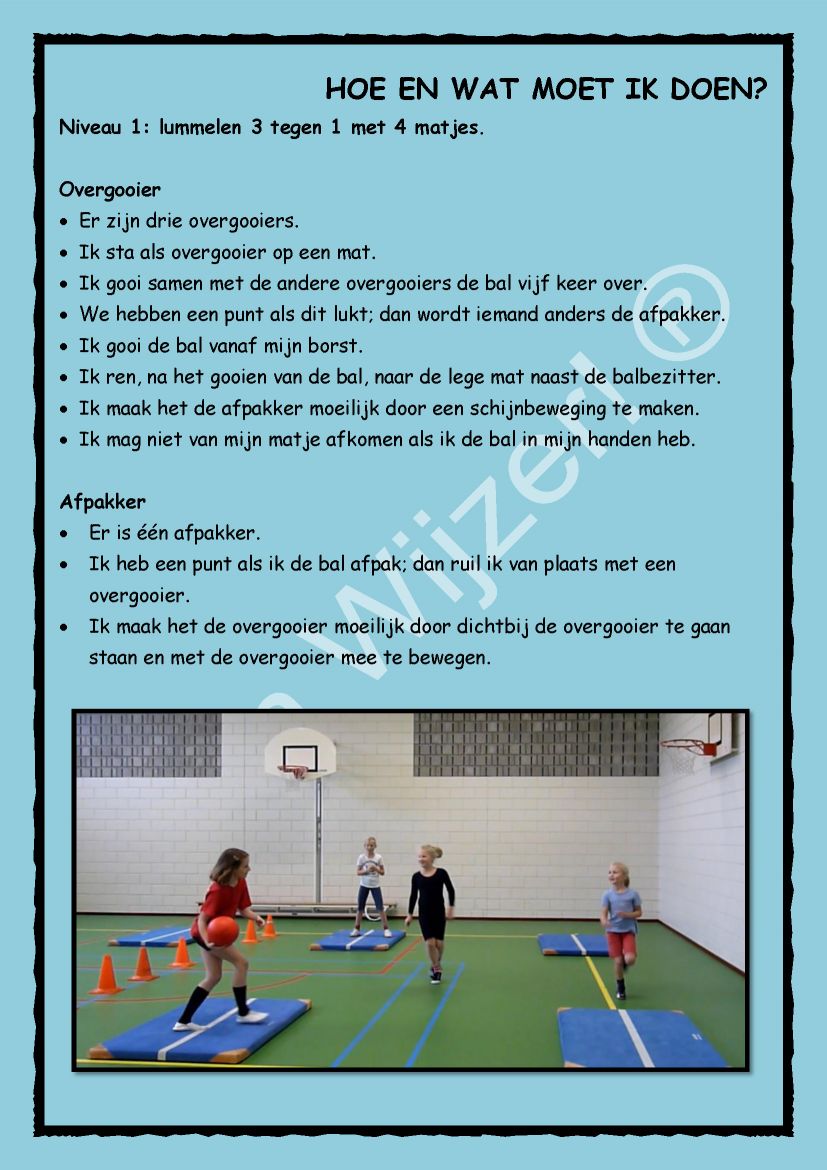 HOE EN WAT MOET IK DOEN?
Niveau 1: lummelen 3 tegen 1 met 4 matjes.
Overgooier
• Er zijn drie overgooiers.
• Ik sta als overgooier op een mat.
• Ik gooi samen met de andere overgooiers de bal vijf keer over.
• We hebben een punt als dit lukt; dan wordt iemand anders de afpakker.
• Ik gooi de bal vanaf mijn borst.
• Ik ren, na het gooien van de bal, naar de lege mat naast de balbezitter.
• Ik maak het de afpakker moeilijk door een schijnbeweging te maken.
• Ik mag niet van mijn matje afkomen als ik de bal in mijn handen heb.
Afpakker
• Er is één afpakker.
• Ik heb een punt als ik de bal afpak; dan ruil ik van plaats met een
overgooier.
• Ik maak het de overgooier moeilijk door dichtbij de overgooier te gaan
staan en met de overgooier mee te bewegen.
Wijzer! ®